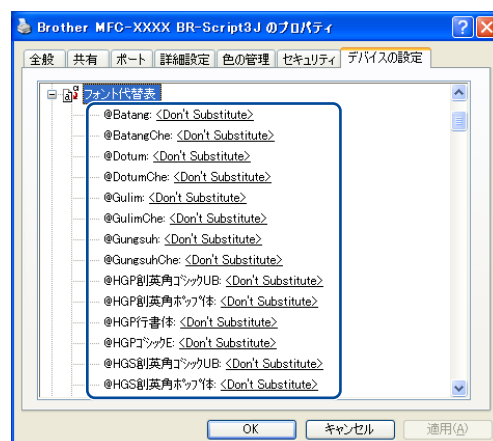 Brother MFC-XXXX BR-Script3J のプロパティ
全般 共有 ポート 詳細設定 色の管理 セキュリティ デバイスの設定
フォント代替表
@Batang: <Don't Substitute>
@BatangChe: <Don't Substitute>
@Dotum: <Don't Substitute>
@DotumChe: <Don't Substitute>
@Gulim: <Don't Substitute>
@GulimChe: <Don't Substitute>
@Gungsuh: <Don't Substitute>
@GungsuhChe: <Don't Substitute>
@HGP創英角ゴシックUB: <Don't Substitute>
@HGP創英角ポップ体: <Don't Substitute>
@HGP行書体: <Don't Substitute>
@HGPゴシックE: <Don't Substitute>
@HGS創英角ゴシックUB: <Don't Substitute>
@HGS創英角ポップ体: <Don't Substitute>
OK キャンセル 適用(A)